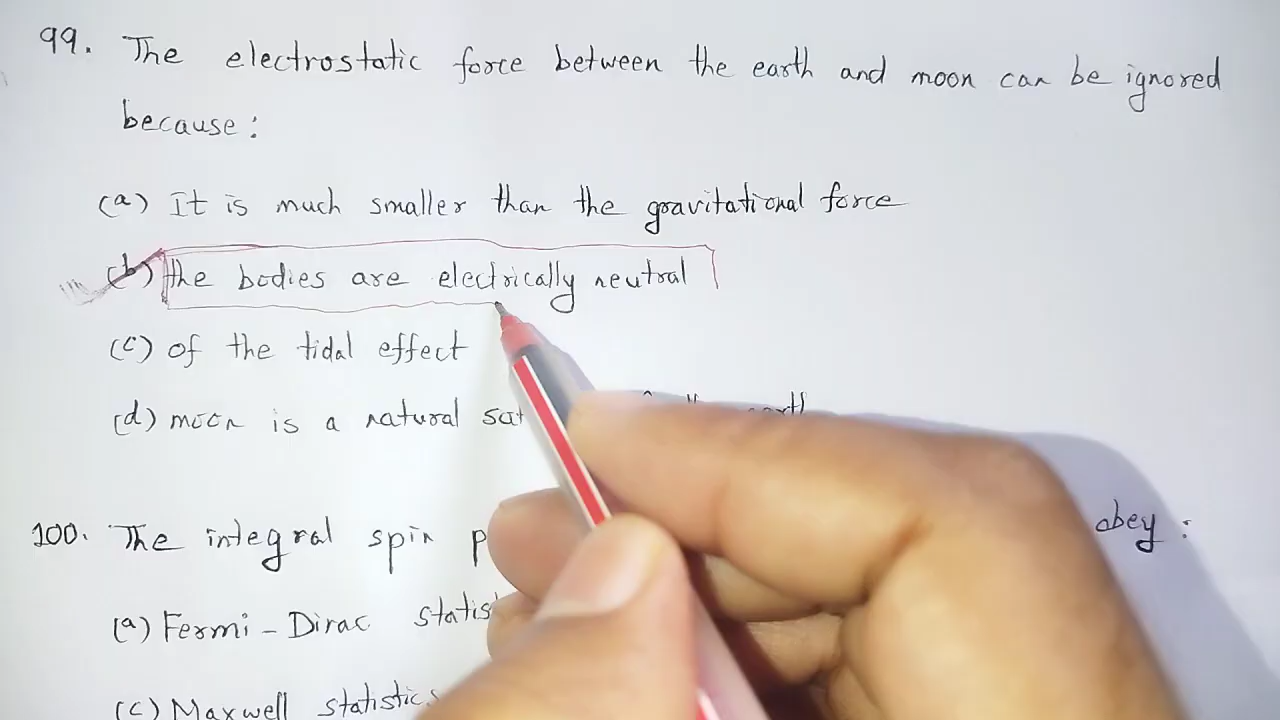 99. The electrostatic force between the earth and moon can be ignored
because:
(a) It is much smaller than the gravitational force
(b) the bodies are electrically neutral
(c) of the tidal effect
(d) moon is a natural
100. The integral spin obey:
(a) Fermi-Dirac
(c) Maxwell statistics